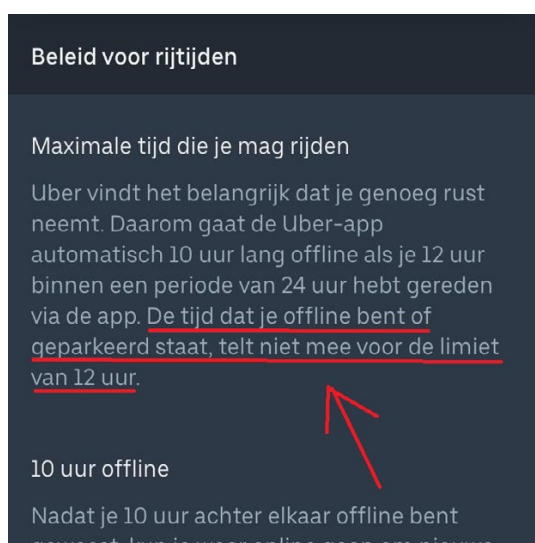 Beleid voor rijtijden
Maximale tijd die je mag rijden
Uber vindt het belangrijk dat je genoeg rust
neemt. Daarom gaat de Uber-app
automatisch 10 uur lang offline als je 12 uur
binnen een periode van 24 uur hebt gereden
via de app. De tijd dat je offline bent of
geparkeerd staat, telt niet mee voor de limiet
van 12 uur.
10 uur offline
Nadat je 10 uur achter elkaar offline bent